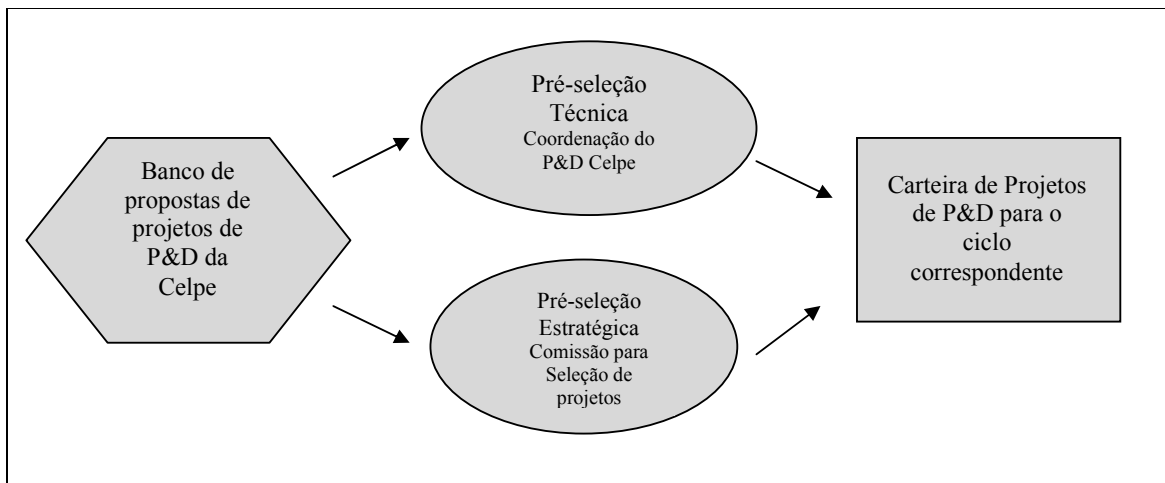 Banco de
propostas de
projetos de
P&D da
Celpe
Pré-seleção
Técnica
Coordenação do
P&D Celpe
Pré-seleção
Estratégica
Comissão para
Seleção de
projetos
Carteira de Projetos
de P&D para o
ciclo
correspondente